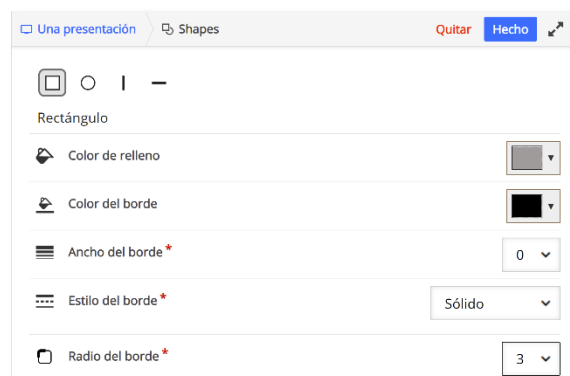 Una presentación Shapes Quitar Hecho
Rectángulo
Color de relleno
Color del borde
Ancho del borde * 0
Estilo del borde * Sólido
Radio del borde * 3